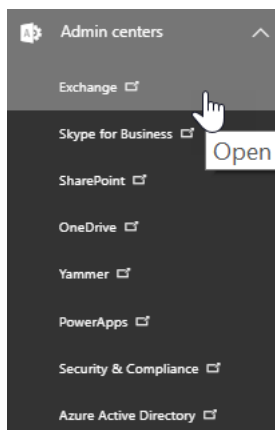 Admin centers
Exchange
Skype for Business
Open
SharePoint
OneDrive
Yammer
PowerApps
Security & Compliance
Azure Active Directory